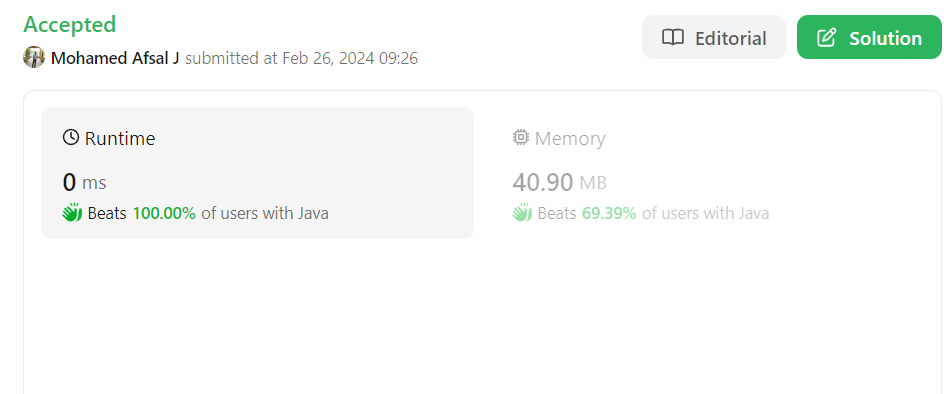 Accepted
Editorial
Solution
Mohamed Afsal J submitted at Feb 26, 2024 09:26
Runtime
0 ms
Beats 100.00% of users with Java
Memory
40.90 MB
Beats 69.39% of users with Java